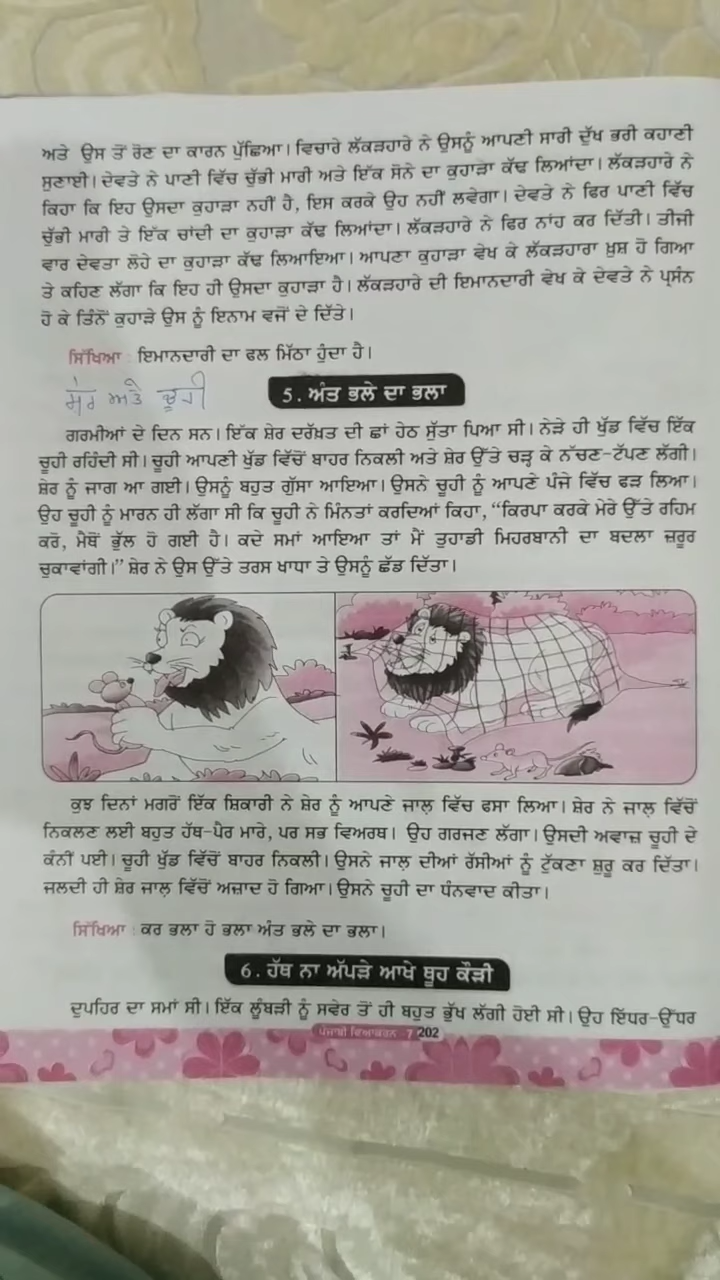 ਅਤੇ ਉਸ ਤੋਂ ਰੋਣ ਦਾ ਕਾਰਨ ਪੁੱਛਿਆ। ਵਿਚਾਰੇ ਲੱਕੜਹਾਰੇ ਨੇ ਉਸਨੂੰ ਆਪਣੀ ਸਾਰੀ ਦੁੱਖ ਭਰੀ ਕਹਾਣੀ
ਸੁਣਾਈ। ਦੇਵਤੇ ਨੇ ਪਾਣੀ ਵਿੱਚ ਚੁੱਭੀ ਮਾਰੀ ਅਤੇ ਇੱਕ ਸੋਨੇ ਦਾ ਕੁਹਾੜਾ ਕੱਢ ਲਿਆਂਦਾ। ਲੱਕੜਹਾਰੇ ਨੇ
ਕਿਹਾ ਕਿ ਇਹ ਉਸਦਾ ਕੁਹਾੜਾ ਨਹੀਂ ਹੈ, ਇਸ ਕਰਕੇ ਉਹ ਨਹੀਂ ਲਵੇਗਾ। ਦੇਵਤੇ ਨੇ ਫਿਰ ਪਾਣੀ ਵਿੱਚ
ਚੁੱਭੀ ਮਾਰੀ ਤੇ ਇੱਕ ਚਾਂਦੀ ਦਾ ਕੁਹਾੜਾ ਕੱਢ ਲਿਆਂਦਾ। ਲੱਕੜਹਾਰੇ ਨੇ ਫਿਰ ਨਾਂਹ ਕਰ ਦਿੱਤੀ। ਤੀਜੀ
ਵਾਰ ਦੇਵਤਾ ਲੋਹੇ ਦਾ ਕੁਹਾੜਾ ਕੱਢ ਲਿਆਇਆ। ਆਪਣਾ ਕੁਹਾੜਾ ਵੇਖ ਕੇ ਲੱਕੜਹਾਰਾ ਖ਼ੁਸ਼ ਹੋ ਗਿਆ
ਤੇ ਕਹਿਣ ਲੱਗਾ ਕਿ ਇਹ ਹੀ ਉਸਦਾ ਕੁਹਾੜਾ ਹੈ। ਲੱਕੜਹਾਰੇ ਦੀ ਇਮਾਨਦਾਰੀ ਵੇਖ ਕੇ ਦੇਵਤੇ ਨੇ ਪ੍ਰਸੰਨ
ਹੋ ਕੇ ਤਿੰਨੋਂ ਕੁਹਾੜੇ ਉਸ ਨੂੰ ਇਨਾਮ ਵਜੋਂ ਦੇ ਦਿੱਤੇ।
ਸਿੱਖਿਆ : ਇਮਾਨਦਾਰੀ ਦਾ ਫਲ ਮਿੱਠਾ ਹੁੰਦਾ ਹੈ।
ਸ਼ੇਰ ਅਤੇ ਚੂਹੀ
5. ਅੰਤ ਭਲੇ ਦਾ ਭਲਾ
ਗਰਮੀਆਂ ਦੇ ਦਿਨ ਸਨ। ਇੱਕ ਸ਼ੇਰ ਦਰੱਖ਼ਤ ਦੀ ਛਾਂ ਹੇਠ ਸੁੱਤਾ ਪਿਆ ਸੀ। ਨੇੜੇ ਹੀ ਖੁੱਡ ਵਿੱਚ ਇੱਕ
ਚੂਹੀ ਰਹਿੰਦੀ ਸੀ। ਚੂਹੀ ਆਪਣੀ ਖੁੱਡ ਵਿੱਚੋਂ ਬਾਹਰ ਨਿਕਲੀ ਅਤੇ ਸ਼ੇਰ ਉੱਤੇ ਚੜ੍ਹ ਕੇ ਨੱਚਣ-ਟੱਪਣ ਲੱਗੀ।
ਸ਼ੇਰ ਨੂੰ ਜਾਗ ਆ ਗਈ। ਉਸਨੂੰ ਬਹੁਤ ਗੁੱਸਾ ਆਇਆ। ਉਸਨੇ ਚੂਹੀ ਨੂੰ ਆਪਣੇ ਪੰਜੇ ਵਿੱਚ ਫੜ ਲਿਆ।
ਉਹ ਚੂਹੀ ਨੂੰ ਮਾਰਨ ਹੀ ਲੱਗਾ ਸੀ ਕਿ ਚੂਹੀ ਨੇ ਮਿੰਨਤਾਂ ਕਰਦਿਆਂ ਕਿਹਾ, “ਕਿਰਪਾ ਕਰਕੇ ਮੇਰੇ ਉੱਤੇ ਰਹਿਮ
ਕਰੋ, ਮੈਥੋਂ ਭੁੱਲ ਹੋ ਗਈ ਹੈ। ਕਦੇ ਸਮਾਂ ਆਇਆ ਤਾਂ ਮੈਂ ਤੁਹਾਡੀ ਮਿਹਰਬਾਨੀ ਦਾ ਬਦਲਾ ਜ਼ਰੂਰ
ਚੁਕਾਵਾਂਗੀ।” ਸ਼ੇਰ ਨੇ ਉਸ ਉੱਤੇ ਤਰਸ ਖਾਧਾ ਤੇ ਉਸਨੂੰ ਛੱਡ ਦਿੱਤਾ।
ਕੁਝ ਦਿਨਾਂ ਮਗਰੋਂ ਇੱਕ ਸ਼ਿਕਾਰੀ ਨੇ ਸ਼ੇਰ ਨੂੰ ਆਪਣੇ ਜਾਲ਼ ਵਿੱਚ ਫਸਾ ਲਿਆ। ਸ਼ੇਰ ਨੇ ਜਾਲ਼ ਵਿੱਚੋਂ
ਨਿਕਲਣ ਲਈ ਬਹੁਤ ਹੱਥ-ਪੈਰ ਮਾਰੇ, ਪਰ ਸਭ ਵਿਅਰਥ। ਉਹ ਗਰਜਣ ਲੱਗਾ। ਉਸਦੀ ਅਵਾਜ਼ ਚੂਹੀ ਦੇ
ਕੰਨੀਂ ਪਈ। ਚੂਹੀ ਖੁੱਡ ਵਿੱਚੋਂ ਬਾਹਰ ਨਿਕਲੀ। ਉਸਨੇ ਜਾਲ਼ ਦੀਆਂ ਰੱਸੀਆਂ ਨੂੰ ਟੁੱਕਣਾ ਸ਼ੁਰੂ ਕਰ ਦਿੱਤਾ।
ਜਲਦੀ ਹੀ ਸ਼ੇਰ ਜਾਲ਼ ਵਿੱਚੋਂ ਅਜ਼ਾਦ ਹੋ ਗਿਆ। ਉਸਨੇ ਚੂਹੀ ਦਾ ਧੰਨਵਾਦ ਕੀਤਾ।
ਸਿੱਖਿਆ : ਕਰ ਭਲਾ ਹੋ ਭਲਾ ਅੰਤ ਭਲੇ ਦਾ ਭਲਾ।
6. ਹੱਥ ਨਾ ਅੱਪੜੇ ਆਖੇ ਥੂਹ ਕੌੜੀ
ਦੁਪਹਿਰ ਦਾ ਸਮਾਂ ਸੀ। ਇੱਕ ਲੂੰਬੜੀ ਨੂੰ ਸਵੇਰ ਤੋਂ ਹੀ ਬਹੁਤ ਭੁੱਖ ਲੱਗੀ ਹੋਈ ਸੀ। ਉਹ ਇੱਧਰ-ਉੱਧਰ
ਪੰਜਾਬੀ ਵਿਆਕਰਨ - 7 202